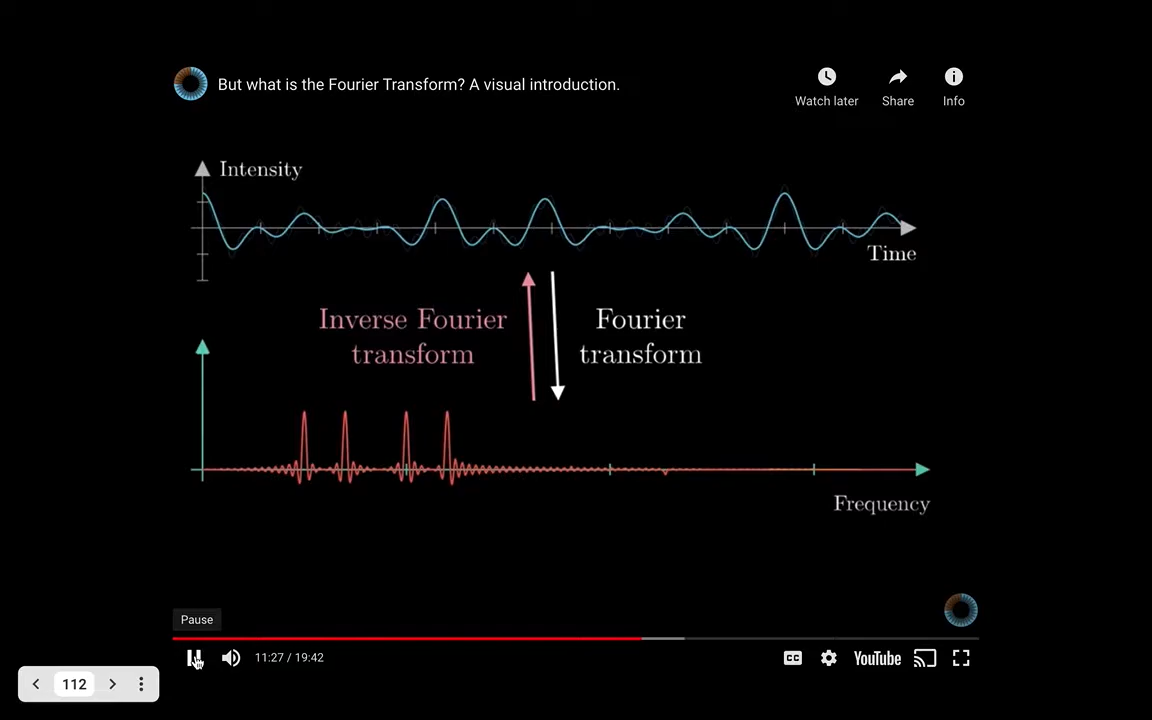 But what is the Fourier Transform? A visual introduction.
Watch later
Share
Info
Intensity
Time
Inverse Fourier
transform
Fourier
transform
Frequency
Pause
11:27 / 19:42
CC
YouTube
112